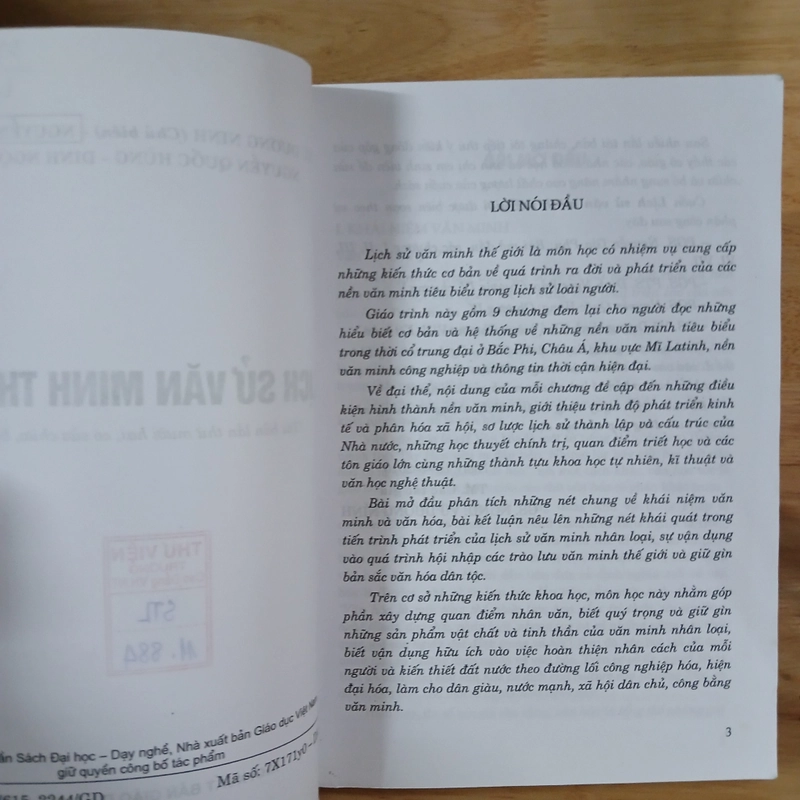 LỜI NÓI ĐẦU
Lịch sử văn minh thế giới là môn học có nhiệm vụ cung cấp
những kiến thức cơ bản về quá trình ra đời và phát triển của các
nền văn minh tiêu biểu trong lịch sử loài người.
Giáo trình này gồm 9 chương đem lại cho người đọc những
hiểu biết cơ bản và hệ thống về những nền văn minh tiêu biểu
trong thời cổ trung đại ở Bắc Phi, Châu Á, khu vực Mĩ Latinh, nền
văn minh công nghiệp và thông tin thời cận hiện đại.
Về đại thể, nội dung của mỗi chương đề cập đến những điều
kiện hình thành nền văn minh, giới thiệu trình độ phát triển kinh
tế và phân hóa xã hội, sơ lược lịch sử thành lập và cấu trúc của
Nhà nước, những học thuyết chính trị, quan điểm triết học và các
tôn giáo lớn cùng những thành tựu khoa học tự nhiên, kĩ thuật và
văn học nghệ thuật.
Bài mở đầu phân tích những nét chung về khái niệm văn
minh và văn hóa, bài kết luận nêu lên những nét khái quát trong
tiến trình phát triển của lịch sử văn minh nhân loại, sự vận dụng
vào quá trình hội nhập các trào lưu văn minh thế giới và giữ gìn
bản sắc văn hóa dân tộc.
Trên cơ sở những kiến thức khoa học, môn học này nhằm góp
phần xây dựng quan điểm nhân văn, biết quý trọng và giữ gìn
những sản phẩm vật chất và tinh thần của văn minh nhân loại,
biết vận dụng hữu ích vào việc hoàn thiện nhân cách của mỗi
người và kiến thiết đất nước theo đường lối công nghiệp hóa, hiện
đại hóa, làm cho dân giàu, nước mạnh, xã hội dân chủ, công bằng
văn minh.
3
Sách Đại học – Dạy nghề, Nhà xuất bản Giáo dục Việt
giữ quyền công bố tác phẩm
Mã số: 7X171y0